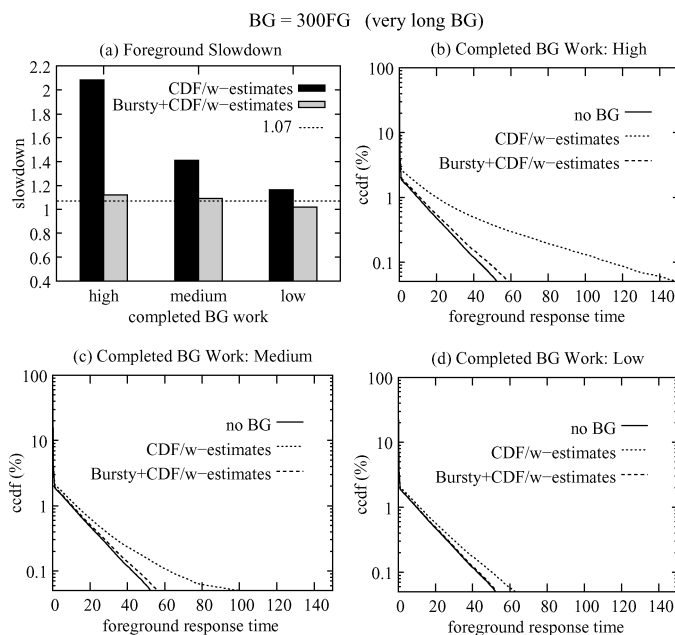 BG = 300FG (very long BG)
(a) Foreground Slowdown
2.2
2
1.8
1.6
1.4
1.2
1
0.8
0.6
0.4
slowdown
CDF/w−estimates
Bursty+CDF/w−estimates
1.07
high medium low
completed BG work
(b) Completed BG Work: High
100
10
1
0.1
ccdf (%)
no BG
CDF/w−estimates
Bursty+CDF/w−estimates
0 20 40 60 80 100 120 140
foreground response time
(c) Completed BG Work: Medium
100
10
1
0.1
ccdf (%)
no BG
CDF/w−estimates
Bursty+CDF/w−estimates
0 20 40 60 80 100 120 140
foreground response time
(d) Completed BG Work: Low
100
10
1
0.1
ccdf (%)
no BG
CDF/w−estimates
Bursty+CDF/w−estimates
0 20 40 60 80 100 120 140
foreground response time